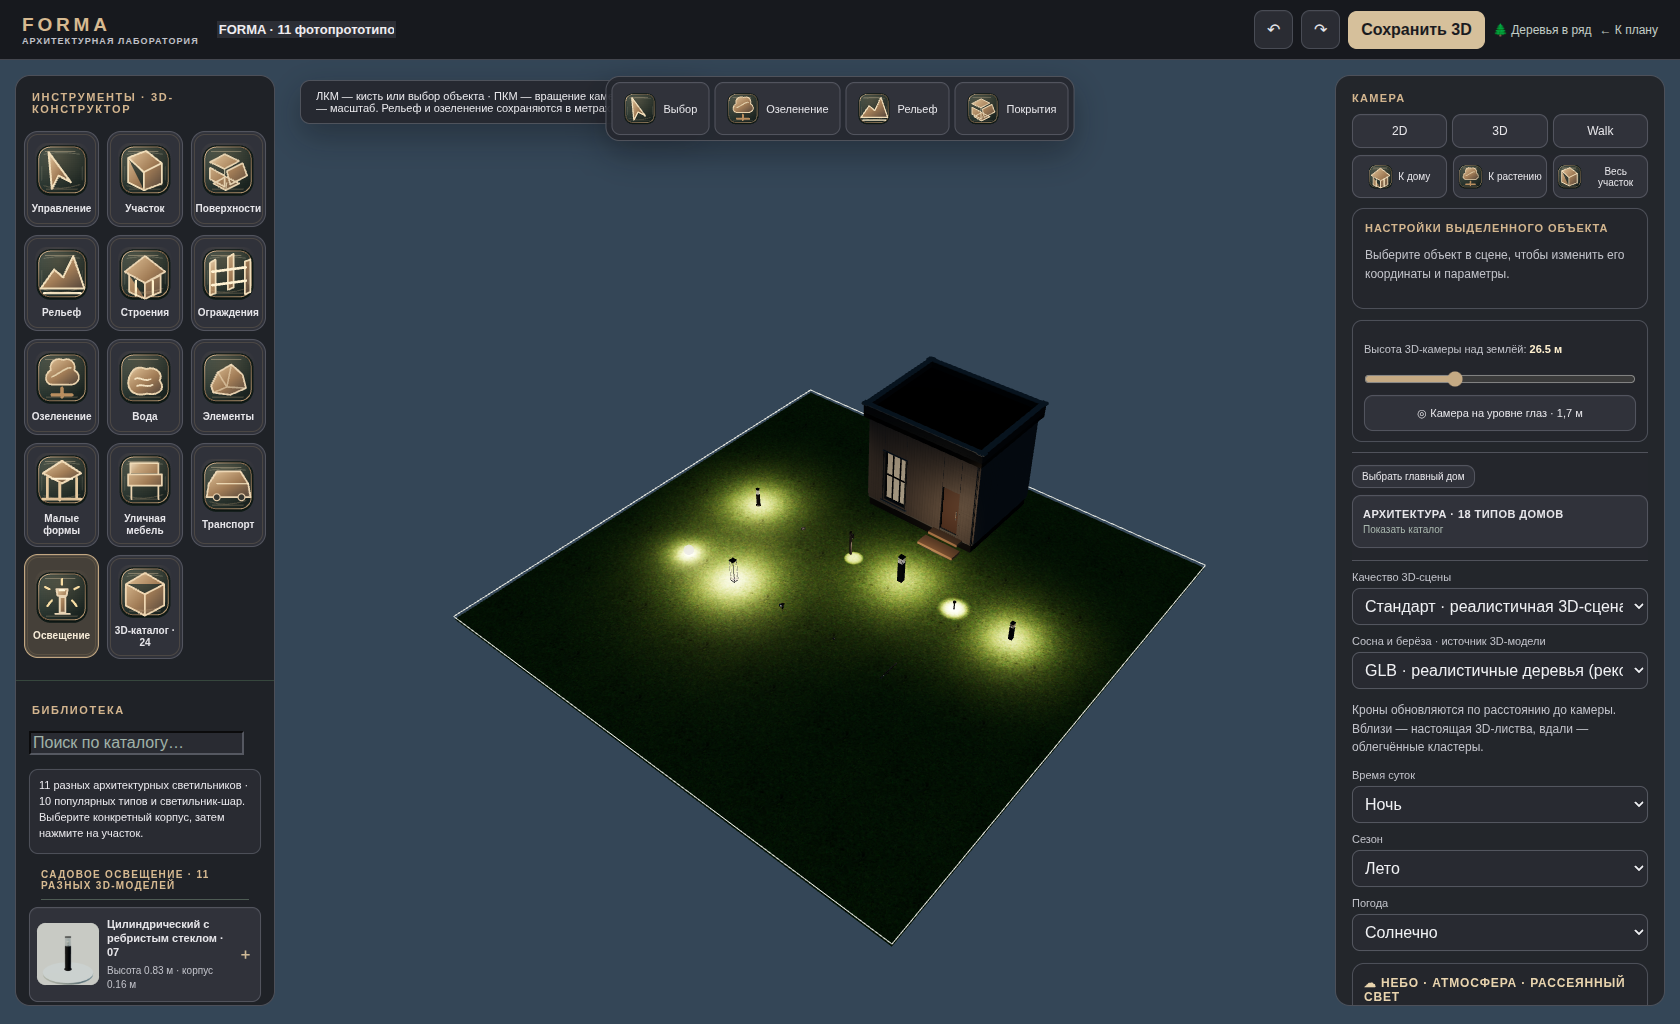 FORMA
АРХИТЕКТУРНАЯ ЛАБОРАТОРИЯ
FORMA · 11 фотопрототипо
Сохранить 3D
Деревья в ряд
← К плану
ИНСТРУМЕНТЫ · 3D-
КОНСТРУКТОР
Управление
Участок
Поверхности
Рельеф
Строения
Ограждения
Озеленение
Вода
Элементы
Малые
формы
Уличная
мебель
Транспорт
Освещение
3D-каталог ·
24
БИБЛИОТЕКА
Поиск по каталогу…
11 разных архитектурных светильников ·
10 популярных типов и светильник-шар.
Выберите конкретный корпус, затем
нажмите на участок.
САДОВОЕ ОСВЕЩЕНИЕ · 11
РАЗНЫХ 3D-МОДЕЛЕЙ
Цилиндрический с
ребристым стеклом ·
07
Высота 0.83 м · корпус
0.16 м
+
ЛКМ — кисть или выбор объекта · ПКМ — вращение
— масштаб. Рельеф и озеленение сохраняются в
Выбор
Озеленение
Рельеф
Покрытия
КАМЕРА
2D
3D
Walk
К дому
К растению
Весь
участок
НАСТРОЙКИ ВЫДЕЛЕННОГО ОБЪЕКТА
Выберите объект в сцене, чтобы изменить его
координаты и параметры.
Высота 3D-камеры над землёй: 26.5 м
◎ Камера на уровне глаз · 1,7 м
Выбрать главный дом
АРХИТЕКТУРА · 18 ТИПОВ ДОМОВ
Показать каталог
Качество 3D-сцены
Стандарт · реалистичная 3D-сцена
Сосна и берёза · источник 3D-модели
GLB · реалистичные деревья (реко
Кроны обновляются по расстоянию до камеры.
Вблизи — настоящая 3D-листва, вдали —
облегчённые кластеры.
Время суток
Ночь
Сезон
Лето
Погода
Солнечно
☁ НЕБО · АТМОСФЕРА · РАССЕЯННЫЙ
СВЕТ